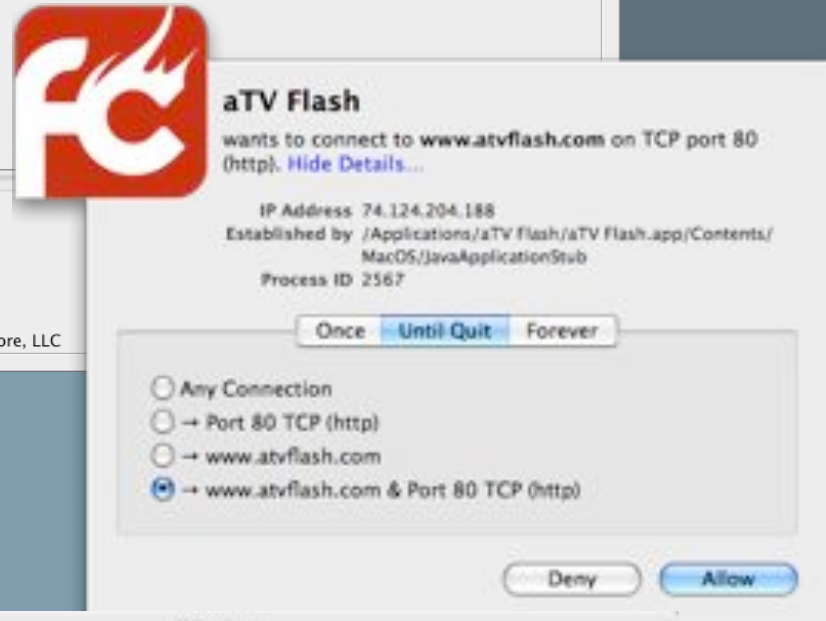 FC
aTV Flash
wants to connect to www.atvflash.com on TCP port 80
(http). Hide Details...
IP Address 74.124.204.188
Established by /Applications/aTV Flash/aTV Flash.app/Contents/
MacOS/JavaApplicationStub
Process ID 2567
Once Until Quit Forever
ore, LLC
Any Connection
→ Port 80 TCP (http)
→ www.atvflash.com
→ www.atvflash.com & Port 80 TCP (http)
Deny Allow